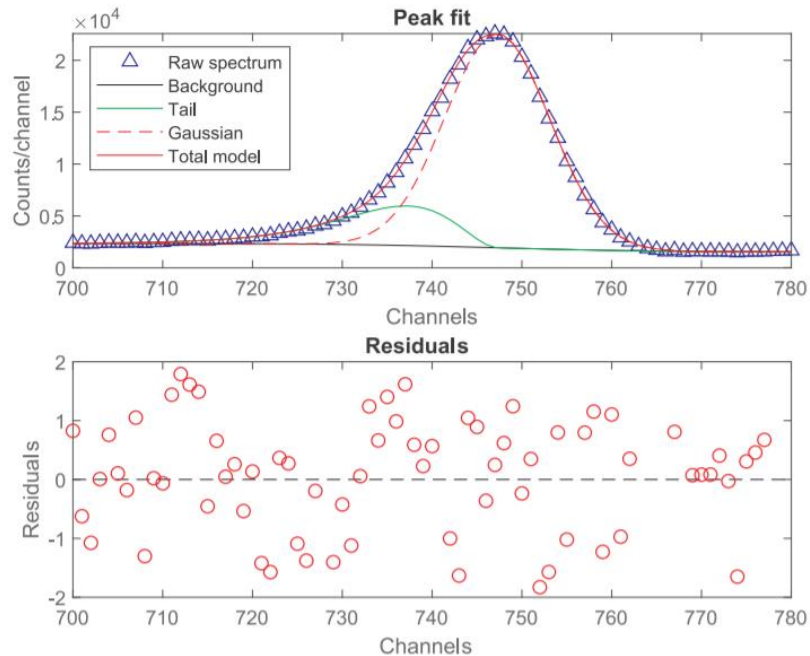 ×10⁴
Peak fit
2
1.5
1
0.5
0
Counts/channel
Raw spectrum
Background
Tail
Gaussian
Total model
700 710 720 730 740 750 760 770 780
Channels
Residuals
2
1
0
-1
-2
Residuals
700 710 720 730 740 750 760 770 780
Channels